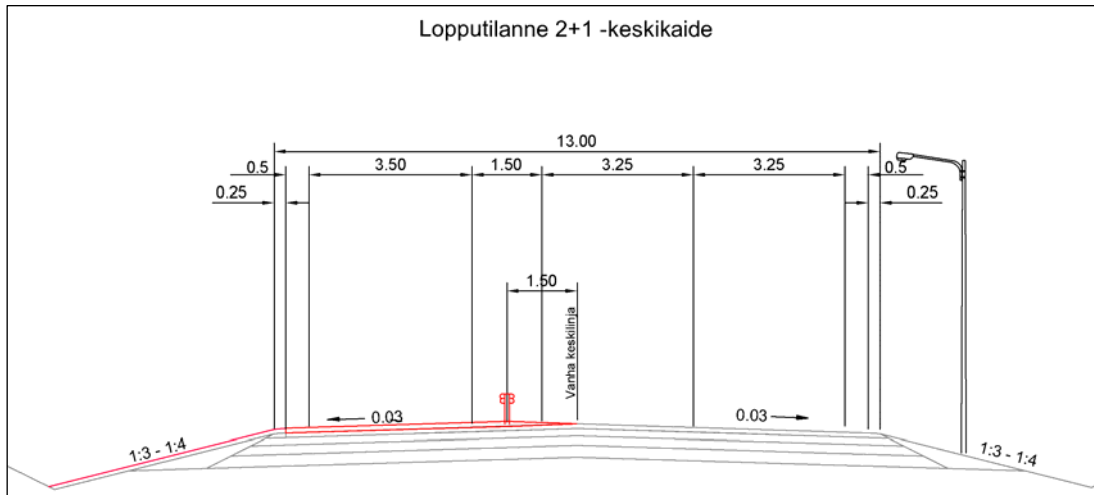 Lopputilanne 2+1 -keskikaide
13.00
0.5 3.50 1.50 3.25 3.25 0.5
0.25 0.25
1.50
Vanha keskilinja
0.03 0.03
1:3 - 1:4 1:3 - 1:4